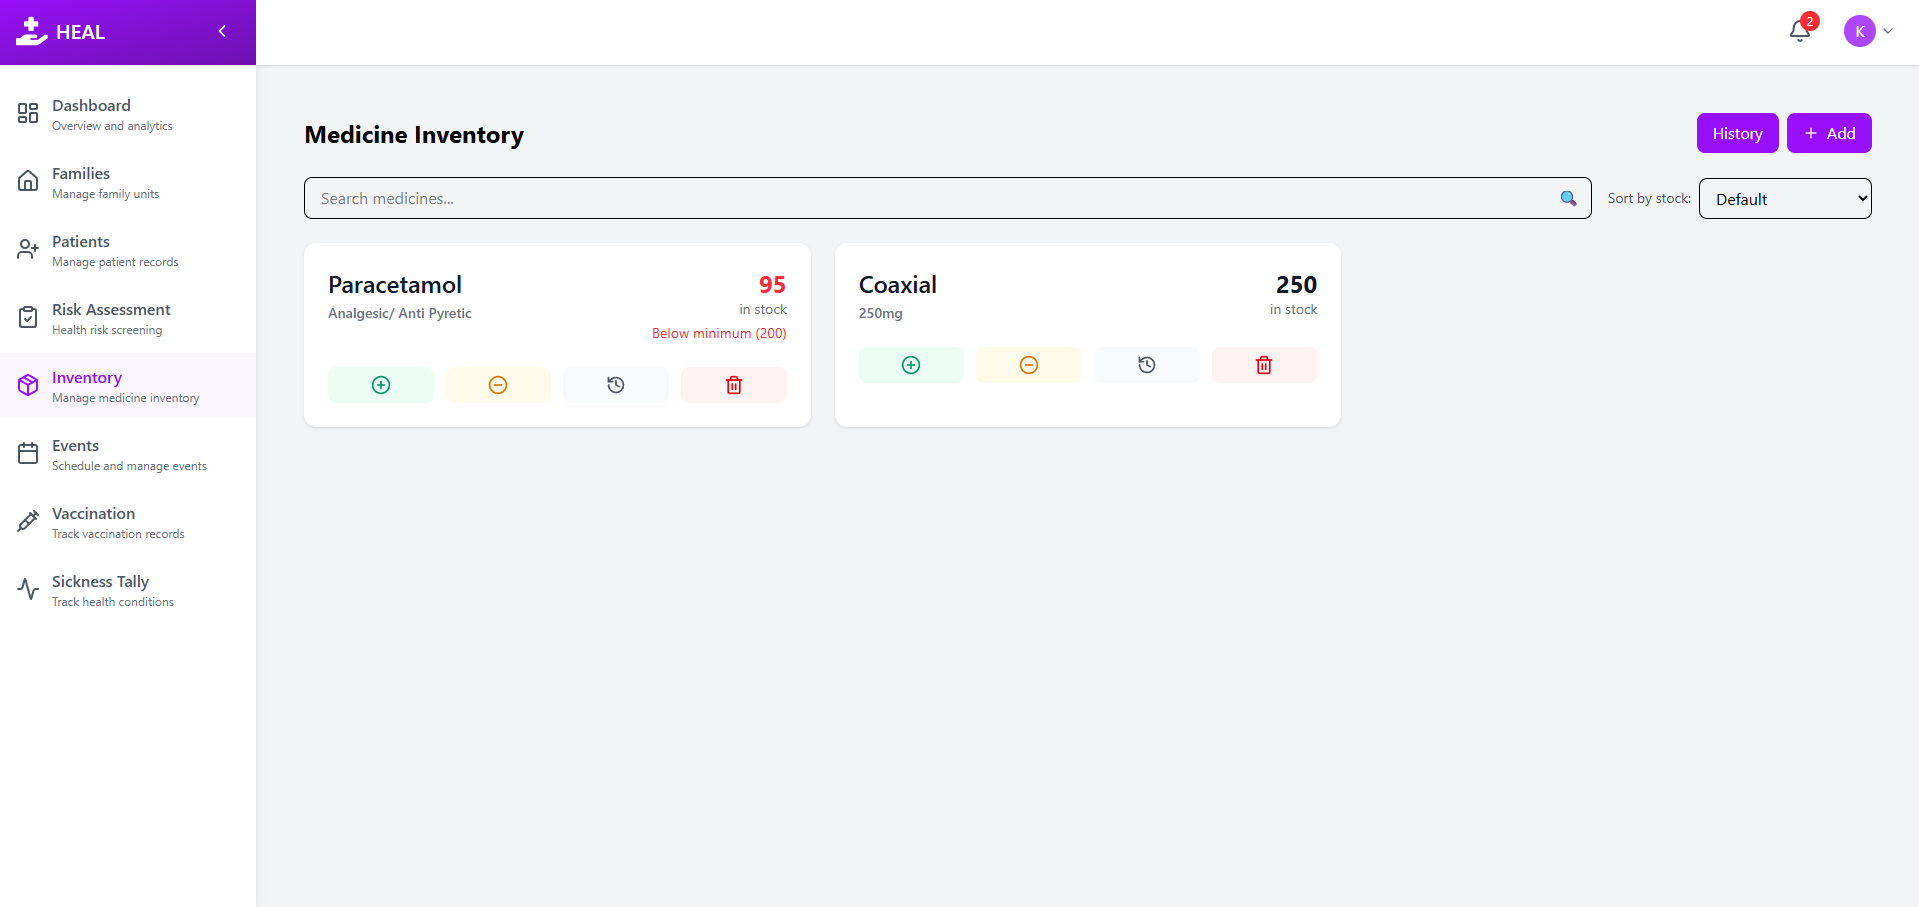 HEAL
2
K
Dashboard
Overview and analytics
Families
Manage family units
Patients
Manage patient records
Risk Assessment
Health risk screening
Inventory
Manage medicine inventory
Events
Schedule and manage events
Vaccination
Track vaccination records
Sickness Tally
Track health conditions
Medicine Inventory
History
+ Add
Search medicines...
Sort by stock:
Default
Paracetamol
95
Analgesic/ Anti Pyretic
in stock
Below minimum (200)
Coaxial
250
250mg
in stock